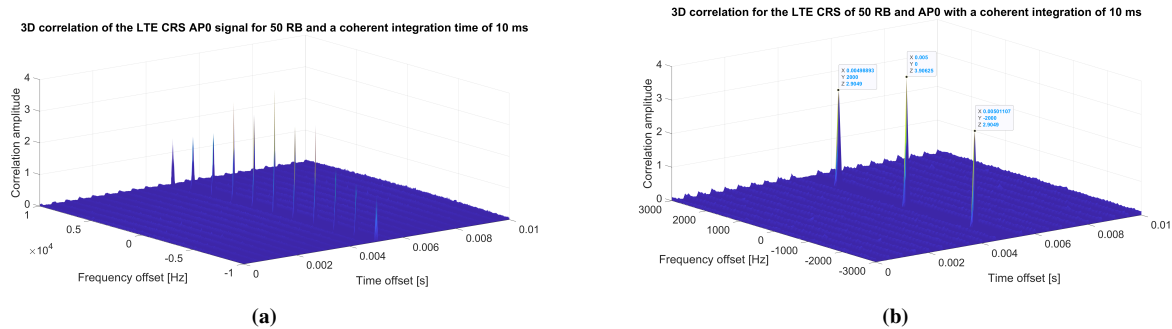 3D correlation of the LTE CRS AP0 signal for 50 RB and a coherent integration time of 10 ms
Correlation amplitude
4
3
2
1
0
1
0.5
0
-0.5
-1
×10⁴
Frequency offset [Hz]
0
0.002
0.004
0.006
0.008
0.01
Time offset [s]
(a)
3D correlation for the LTE CRS of 50 RB and AP0 with a coherent integration of 10 ms
Correlation amplitude
4
3
2
1
0
X 0.00498893
Y 2000
Z 2.9049
X 0.005
Y 0
Z 3.98825
X 0.00501107
Y -2000
Z 2.9049
3000
2000
1000
0
-1000
-2000
-3000
Frequency offset [Hz]
0
0.002
0.004
0.006
0.008
0.01
Time offset [s]
(b)